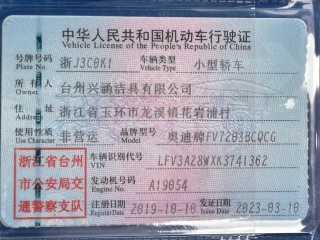 中华人民共和国机动车行驶证
Vehicle License of the People's Republic of China
号牌号码 浙J3C0K1 车辆类型 小型轿车
Plate No. Vehicle Type
所有人 台州兴涵洁具有限公司
Owner
住址 浙江省玉环市龙溪镇花岩浦村
Address
使用性质 非营运 品牌型号 奥迪牌FV7203BCQCG
Use Character Model
浙江省台州
市公安局交
通警察支队
车辆识别代号 LFV3A28WXK3741362
VIN
发动机号码 A19054
Engine No.
注册日期 2019-10-10 发证日期 2023-03-10
Register Date Issue Date